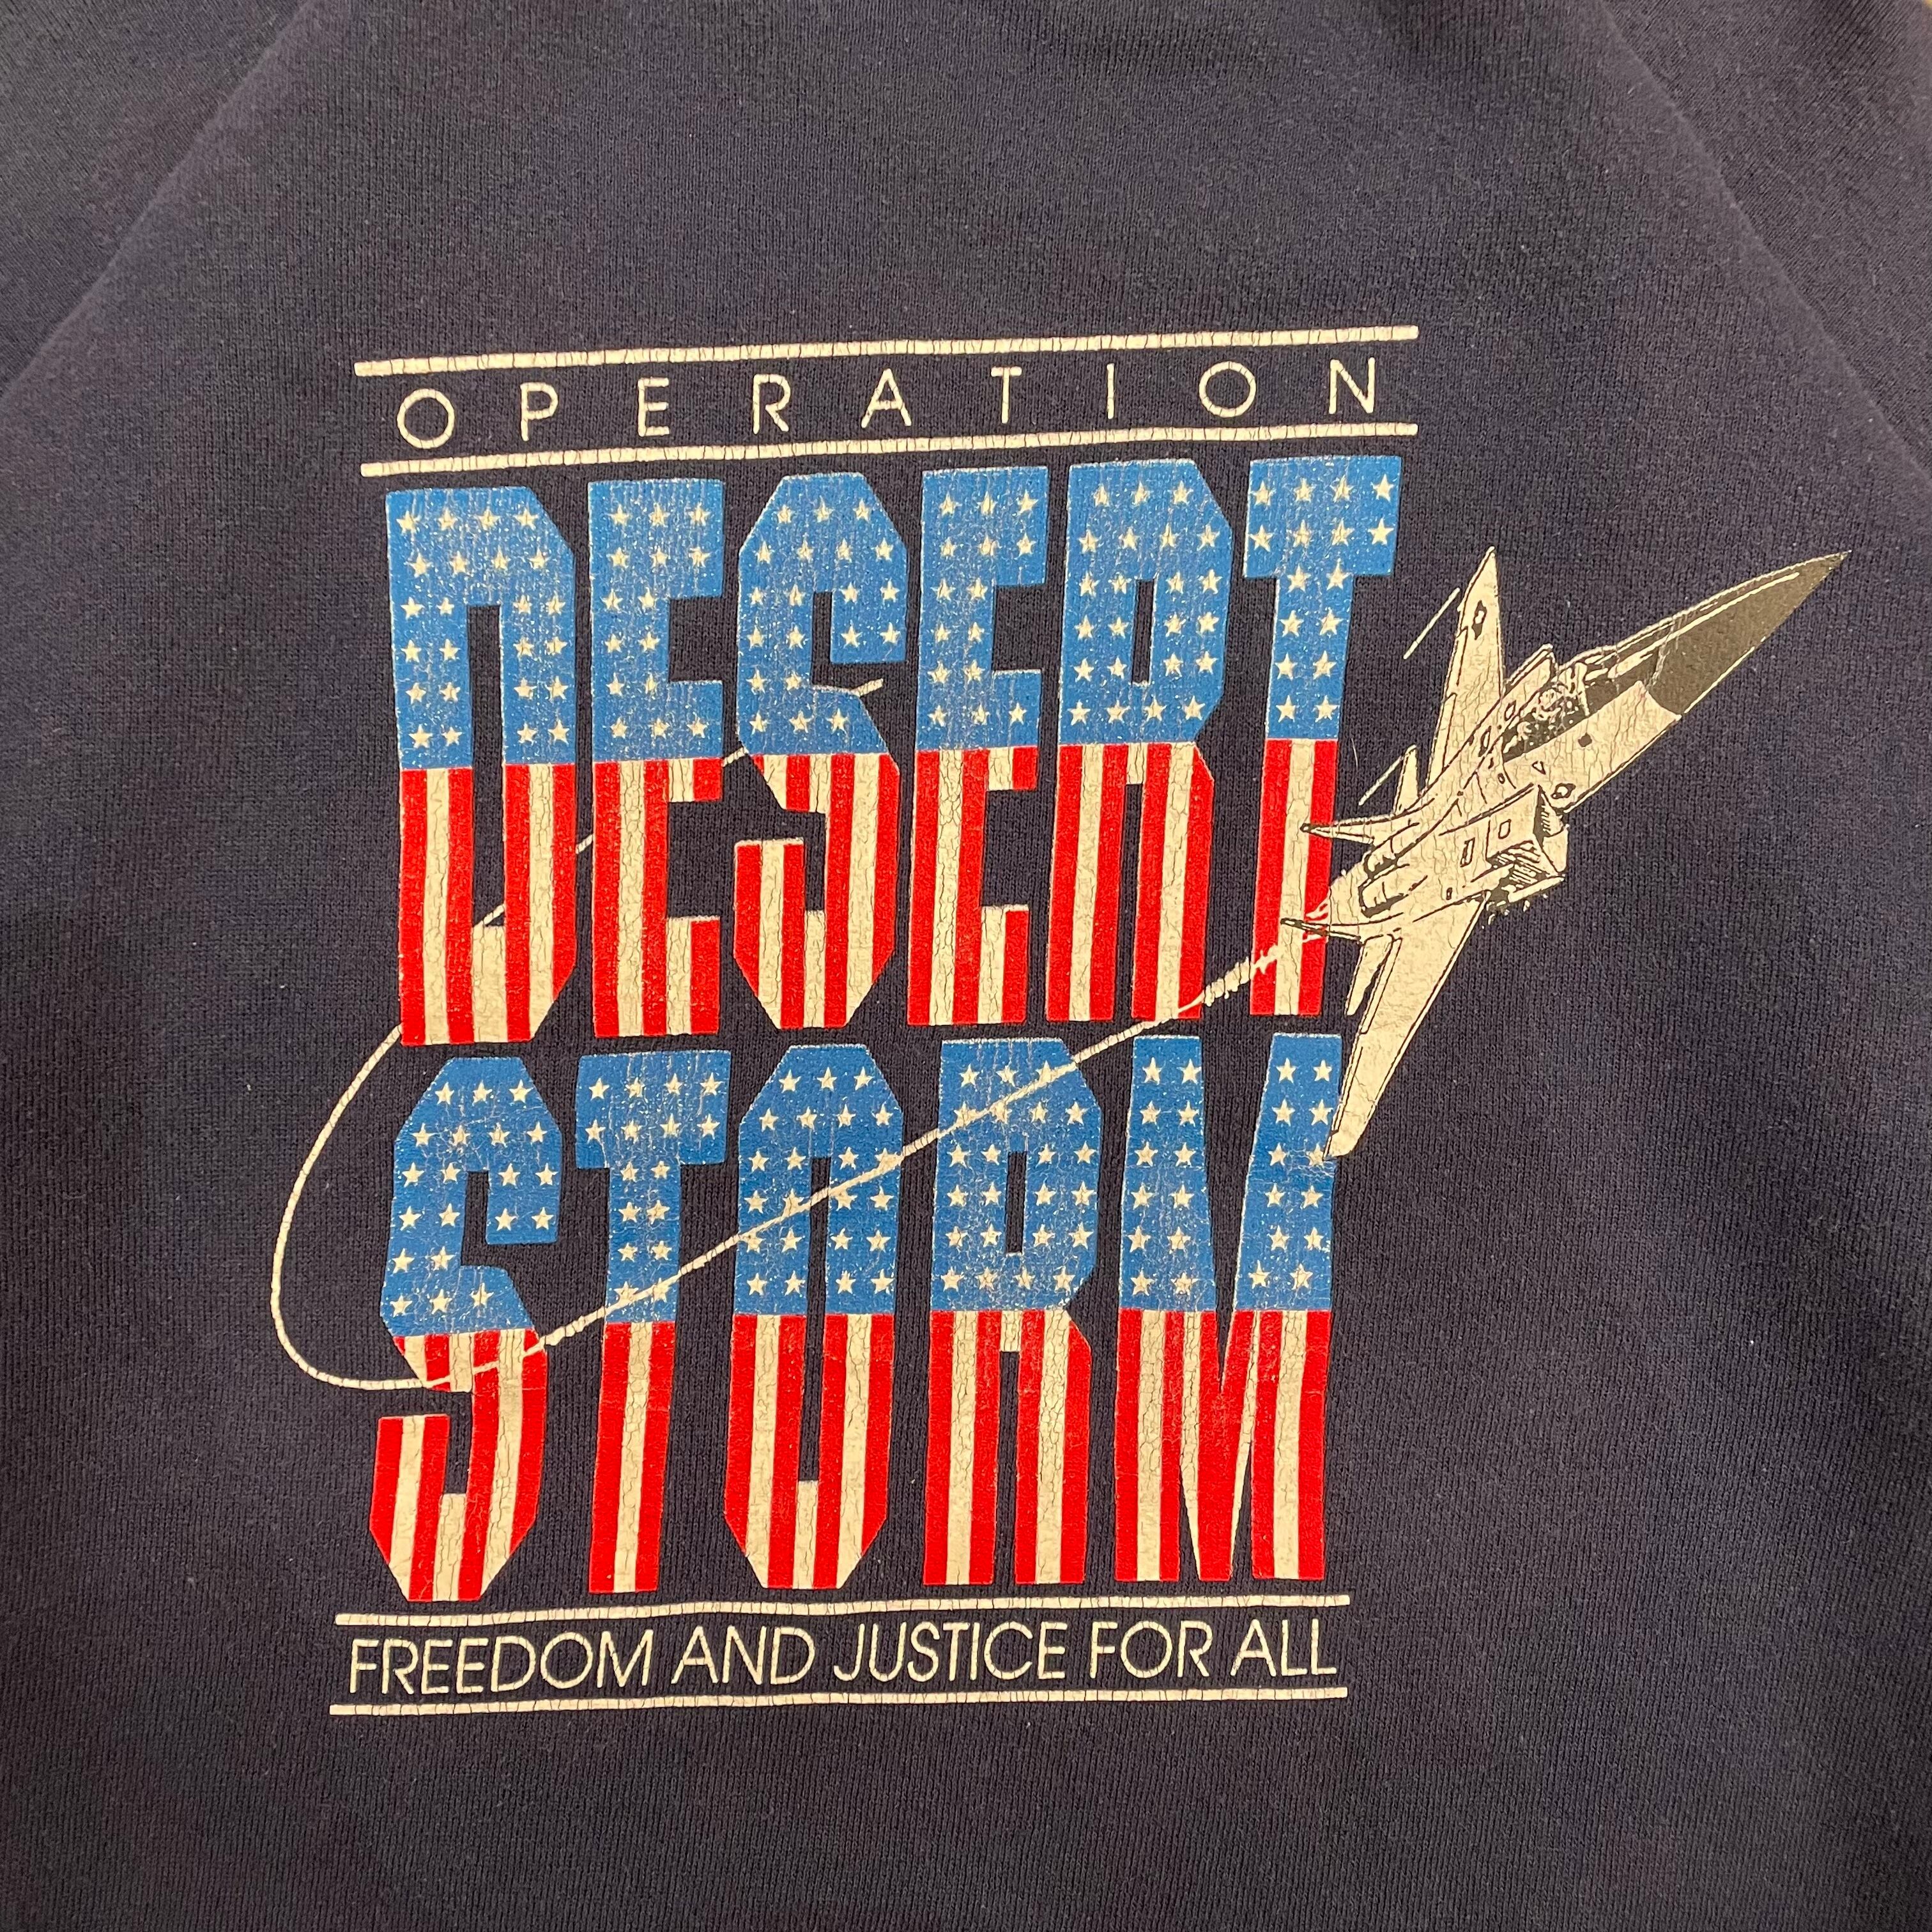 OPERATION
DESERT
STORM
FREEDOM AND JUSTICE FOR ALL